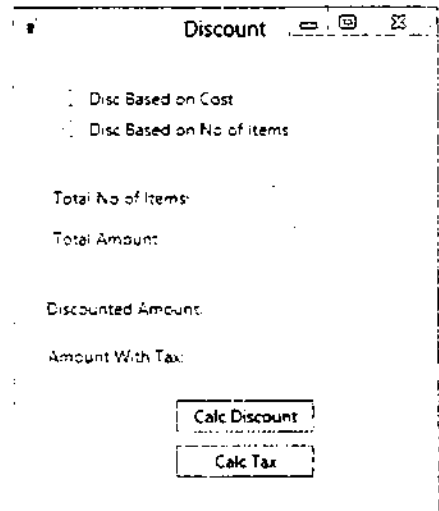 Discount
Disc Based on Cost
Disc Based on No of items
Total No of Items:
Total Amount
Discounted Amount:
Amount With Tax:
Calc Discount
Calc Tax